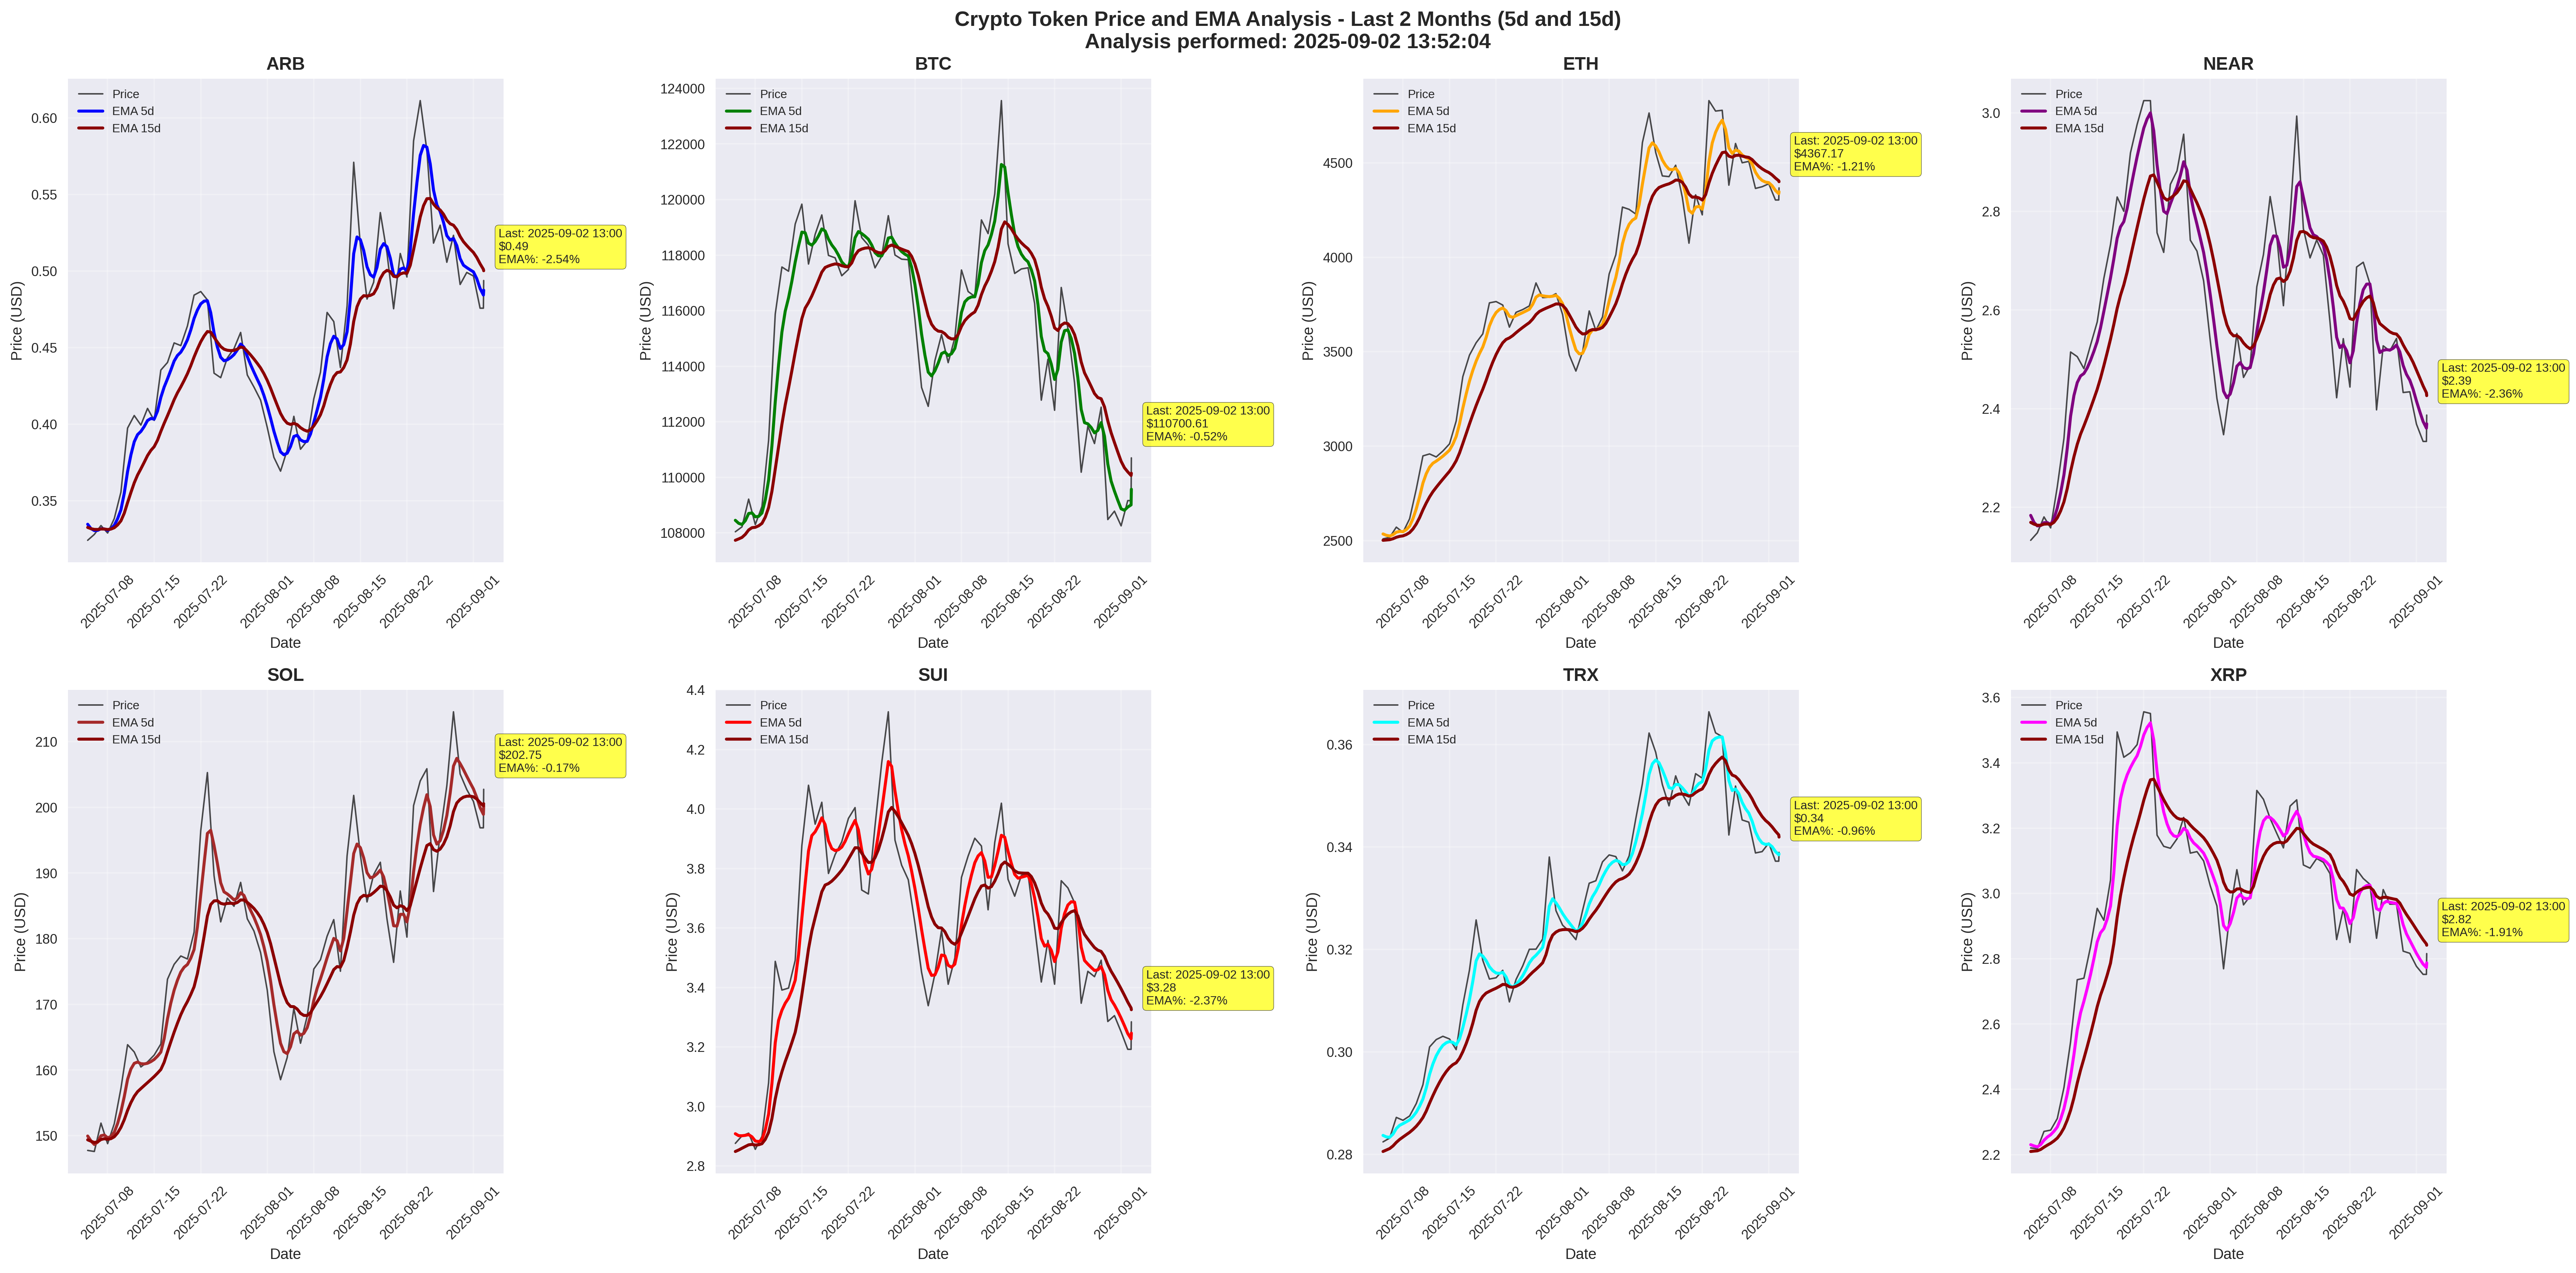 Crypto Token Price and EMA Analysis - Last 2 Months (5d and 15d)
Analysis performed: 2025-09-02 13:52:04
ARB
Price
EMA 5d
EMA 15d
0.60
0.55
0.50
0.45
0.40
0.35
Price (USD)
Last: 2025-09-02 13:00
$0.49
EMA%: -2.54%
2025-07-08
2025-07-15
2025-07-22
2025-08-01
2025-08-08
2025-08-15
2025-08-22
2025-09-01
Date
BTC
Price
EMA 5d
EMA 15d
124000
122000
120000
118000
116000
114000
112000
110000
108000
Price (USD)
Last: 2025-09-02 13:00
$110700.61
EMA%: -0.52%
2025-07-08
2025-07-15
2025-07-22
2025-08-01
2025-08-08
2025-08-15
2025-08-22
2025-09-01
Date
ETH
Price
EMA 5d
EMA 15d
4500
4000
3500
3000
2500
Price (USD)
Last: 2025-09-02 13:00
$4367.17
EMA%: -1.21%
2025-07-08
2025-07-15
2025-07-22
2025-08-01
2025-08-08
2025-08-15
2025-08-22
2025-09-01
Date
NEAR
Price
EMA 5d
EMA 15d
3.0
2.8
2.6
2.4
2.2
Price (USD)
Last: 2025-09-02 13:00
$2.39
EMA%: -2.36%
2025-07-08
2025-07-15
2025-07-22
2025-08-01
2025-08-08
2025-08-15
2025-08-22
2025-09-01
Date
SOL
Price
EMA 5d
EMA 15d
210
200
190
180
170
160
150
Price (USD)
Last: 2025-09-02 13:00
$202.75
EMA%: -0.17%
2025-07-08
2025-07-15
2025-07-22
2025-08-01
2025-08-08
2025-08-15
2025-08-22
2025-09-01
Date
SUI
Price
EMA 5d
EMA 15d
4.4
4.2
4.0
3.8
3.6
3.4
3.2
3.0
2.8
Price (USD)
Last: 2025-09-02 13:00
$3.28
EMA%: -2.37%
2025-07-08
2025-07-15
2025-07-22
2025-08-01
2025-08-08
2025-08-15
2025-08-22
2025-09-01
Date
TRX
Price
EMA 5d
EMA 15d
0.36
0.34
0.32
0.30
0.28
Price (USD)
Last: 2025-09-02 13:00
$0.34
EMA%: -0.96%
2025-07-08
2025-07-15
2025-07-22
2025-08-01
2025-08-08
2025-08-15
2025-08-22
2025-09-01
Date
XRP
Price
EMA 5d
EMA 15d
3.6
3.4
3.2
3.0
2.8
2.6
2.4
2.2
Price (USD)
Last: 2025-09-02 13:00
$2.82
EMA%: -1.91%
2025-07-08
2025-07-15
2025-07-22
2025-08-01
2025-08-08
2025-08-15
2025-08-22
2025-09-01
Date